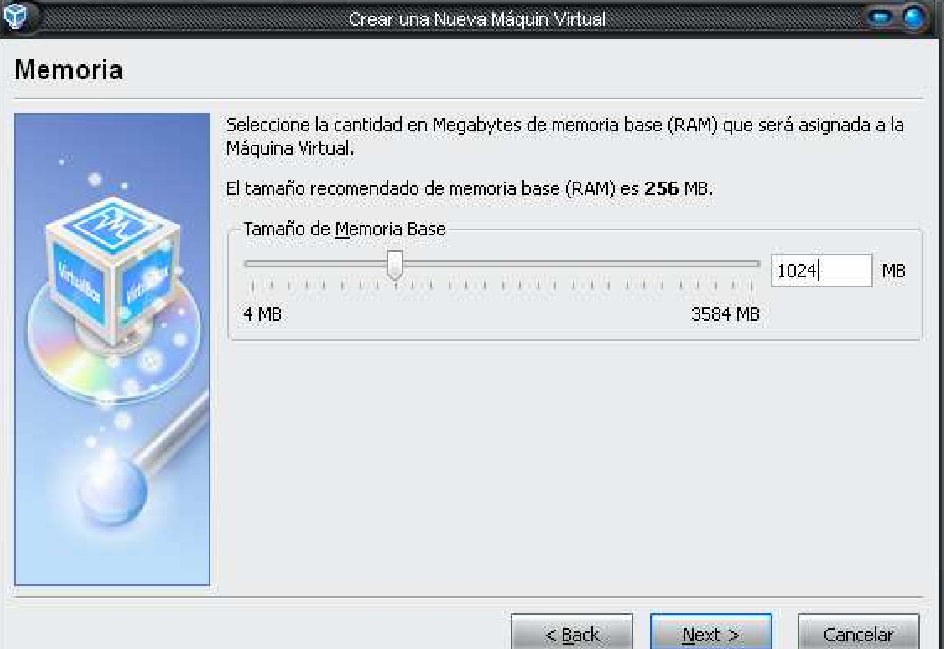 Crear una Nueva Máquin Virtual
Memoria
Seleccione la cantidad en Megabytes de memoria base (RAM) que será asignada a la
Máquina Virtual.
El tamaño recomendado de memoria base (RAM) es 256 MB.
Tamaño de Memoria Base
1024 MB
4 MB 3584 MB
VirtualBox VirtualBox
< Back Next > Cancelar